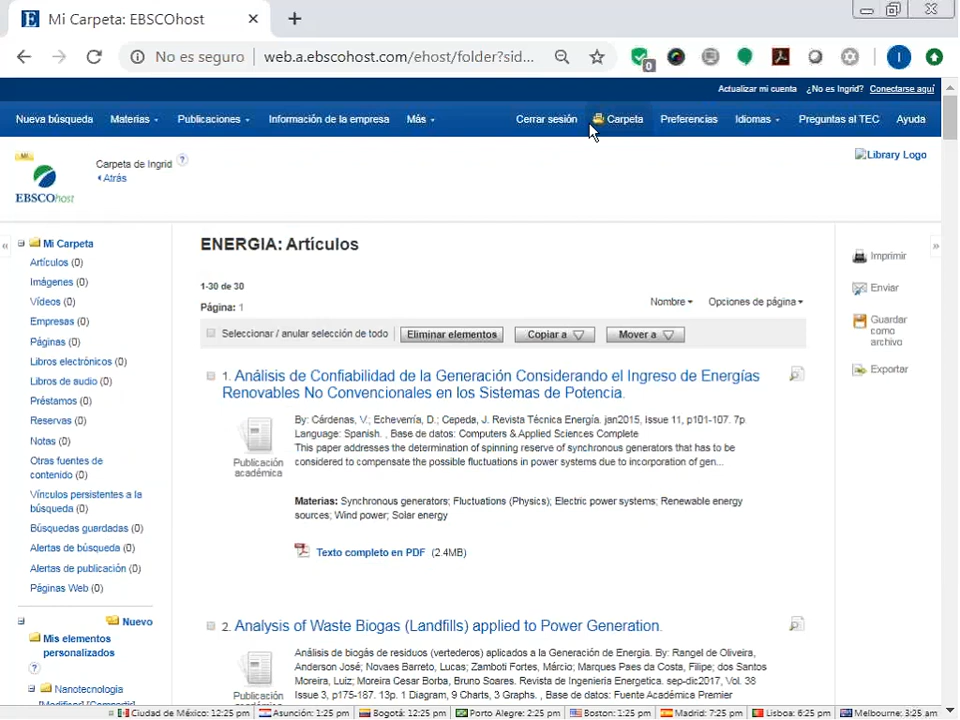 Mi Carpeta: EBSCOhost
No es seguro
web.a.ebscohost.com/ehost/folder?sid...
0
I
Actualizar mi cuenta ¿No es Ingrid? Conectarse aquí
Nueva búsqueda Materias Publicaciones Información de la empresa Más Cerrar sesión Carpeta Preferencias Idiomas Preguntas al TEC Ayuda
MI
EBSCOhost
Carpeta de Ingrid ?
Atrás
Library Logo
Mi Carpeta
Artículos (0)
Imágenes (0)
Vídeos (0)
Empresas (0)
Páginas (0)
Libros electrónicos (0)
Libros de audio (0)
Préstamos (0)
Reservas (0)
Notas (0)
Otras fuentes de
contenido (0)
Vínculos persistentes a la
búsqueda (0)
Búsquedas guardadas (0)
Alertas de búsqueda (0)
Alertas de publicación (0)
Páginas Web (0)
Nuevo
Mis elementos
personalizados
?
Nanotecnologia
[Modificar] [Compartir]
ENERGIA: Artículos
1-30 de 30
Página: 1
Nombre Opciones de página
Seleccionar / anular selección de todo Eliminar elementos Copiar a Mover a
1. Análisis de Confiabilidad de la Generación Considerando el Ingreso de Energías
Renovables No Convencionales en los Sistemas de Potencia.
Publicación
académica
By: Cárdenas, V.; Echeverría, D.; Cepeda, J. Revista Técnica Energía. jan2015, Issue 11, p101-107. 7p.
Language: Spanish. , Base de datos: Computers & Applied Sciences Complete
This paper addresses the determination of spinning reserve of synchronous generators that has to be
considered to compensate the possible fluctuations in power systems due to incorporation of gen...
Materias: Synchronous generators; Fluctuations (Physics); Electric power systems; Renewable energy
sources; Wind power; Solar energy
Texto completo en PDF (2.4MB)
2. Analysis of Waste Biogas (Landfills) applied to Power Generation.
Publicación
Análisis de biogás de residuos (vertederos) aplicados a la Generación de Energía. By: Rangel de Oliveira,
Anderson José; Novaes Barreto, Lucas; Zamboti Fortes, Márcio; Marques Paes da Costa, Filipe; dos Santos
Moreira, Luiz; Moreira Cesar Borba, Bruno Soares. Revista de Ingenieria Energetica. sep-dic2017, Vol. 38
Issue 3, p175-187. 13p. 1 Diagram, 9 Charts, 3 Graphs. , Base de datos: Fuente Académica Premier
Imprimir
Enviar
Guardar
como
archivo
Exportar
Ciudad de México: 12:25 pm Asunción: 1:25 pm Bogotá: 12:25 pm Porto Alegre: 2:25 pm Boston: 1:25 pm Madrid: 7:25 pm Lisboa: 6:25 pm Melbourne: 3:25 am